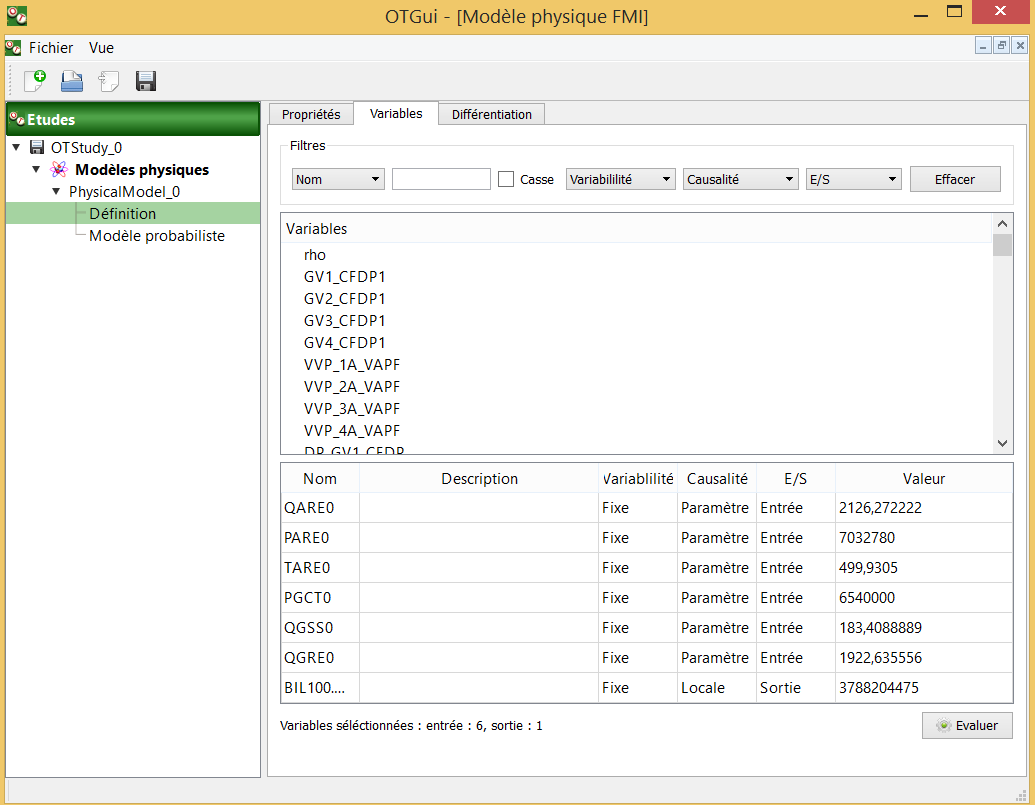 OTGui - [Modèle physique FMI]
Fichier Vue
Etudes
OTStudy_0
Modèles physiques
PhysicalModel_0
Définition
Modèle probabiliste
Propriétés Variables Différentiation
Filtres
Nom Casse Variabililité Causalité E/S Effacer
Variables
rho
GV1_CFDP1
GV2_CFDP1
GV3_CFDP1
GV4_CFDP1
VVP_1A_VAPF
VVP_2A_VAPF
VVP_3A_VAPF
VVP_4A_VAPF
DP_GV1_CFDP
Nom Description Variablilité Causalité E/S Valeur
QARE0 Fixe Paramètre Entrée 2126,272222
PARE0 Fixe Paramètre Entrée 7032780
TARE0 Fixe Paramètre Entrée 499,9305
PGCT0 Fixe Paramètre Entrée 6540000
QGSS0 Fixe Paramètre Entrée 183,4088889
QGRE0 Fixe Paramètre Entrée 1922,635556
BIL100.... Fixe Locale Sortie 3788204475
Variables séléctionnées : entrée : 6, sortie : 1
Evaluer